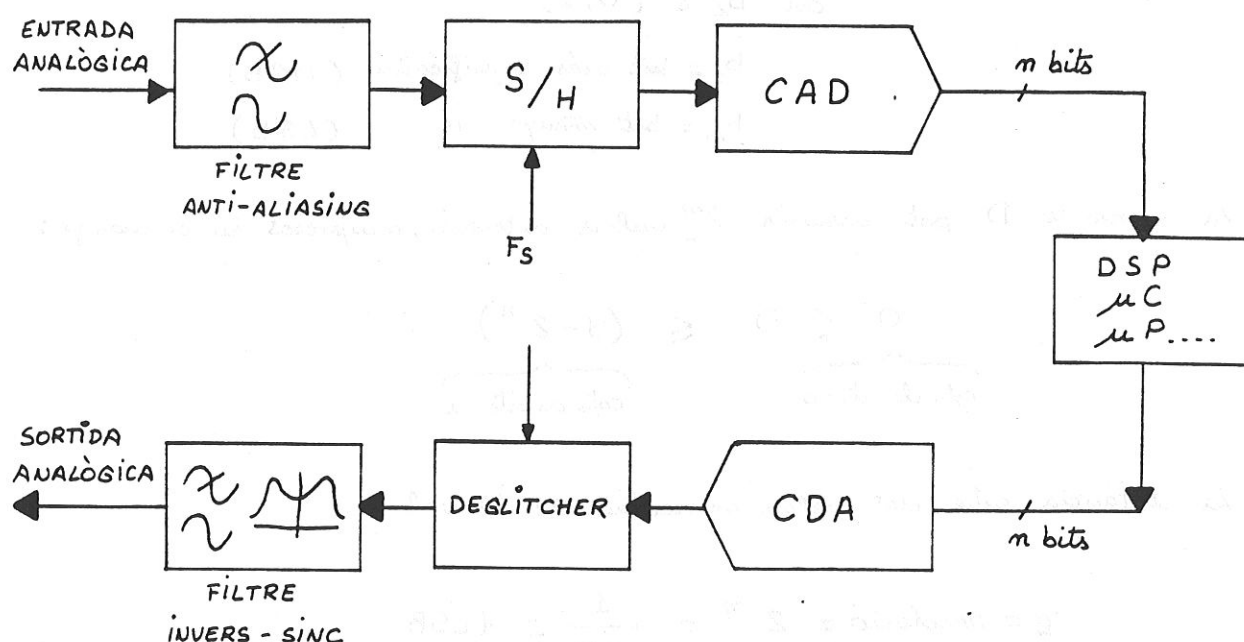 ENTRADA
ANALÒGICA
FILTRE
ANTI-ALIASING
S/H
CAD
n bits
FS
DSP
µC
µP....
SORTIDA
ANALÒGICA
FILTRE
INVERS - SINC
DEGLITCHER
CDA
n bits